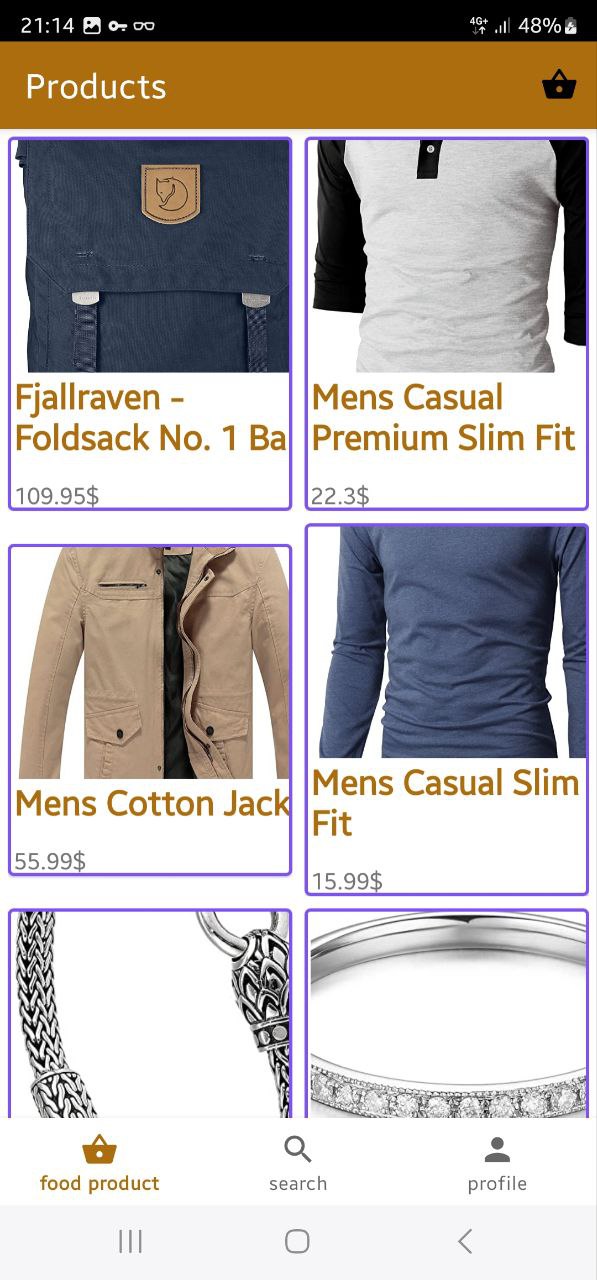 21:14
4G+
48%
Products
Fjallraven -
Foldsack No. 1 Ba
109.95$
Mens Casual
Premium Slim Fit
22.3$
Mens Cotton Jack
55.99$
Mens Casual Slim
Fit
15.99$
food product
search
profile